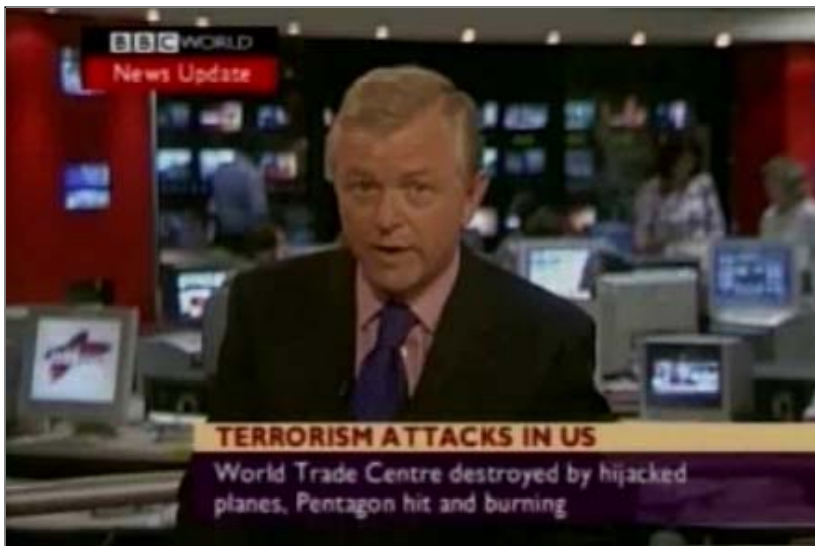 BBC WORLD
News Update
TERRORISM ATTACKS IN US
World Trade Centre destroyed by hijacked
planes, Pentagon hit and burning